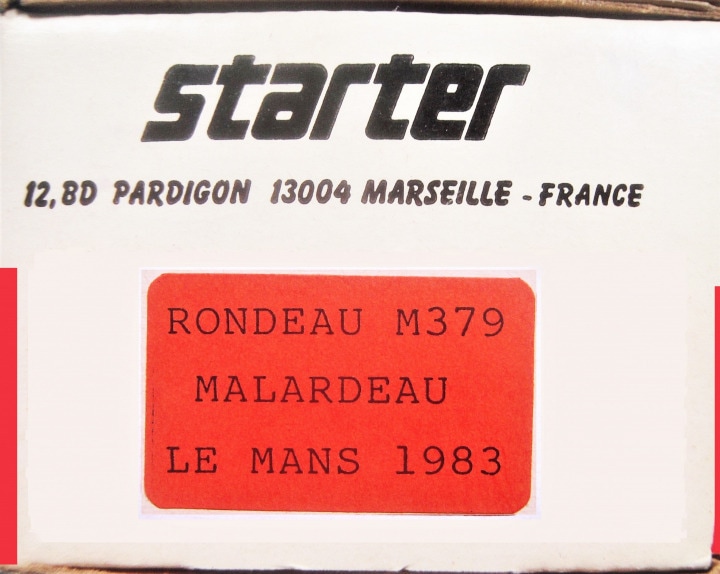 starter
12, BD PARDIGON 13004 MARSEILLE - FRANCE
RONDEAU M379
MALARDEAU
LE MANS 1983